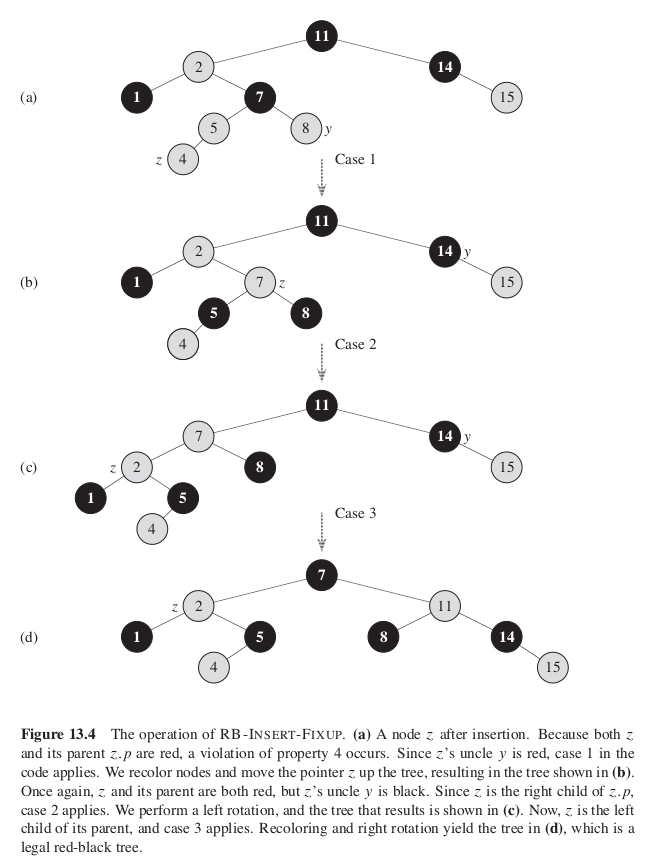 11
2
14
(a)
1
7
15
5
8 y
z 4
Case 1
11
2
14 y
(b)
1
7 z
15
5
8
4
Case 2
11
7
14 y
(c)
z 2
8
15
1
5
4
Case 3
7
z 2
11
(d)
1
5
8
14
4
15
Figure 13.4 The operation of RB-INSERT-FIXUP. (a) A node z after insertion. Because both z
and its parent z.p are red, a violation of property 4 occurs. Since z’s uncle y is red, case 1 in the
code applies. We recolor nodes and move the pointer z up the tree, resulting in the tree shown in (b).
Once again, z and its parent are both red, but z’s uncle y is black. Since z is the right child of z.p,
case 2 applies. We perform a left rotation, and the tree that results is shown in (c). Now, z is the left
child of its parent, and case 3 applies. Recoloring and right rotation yield the tree in (d), which is a
legal red-black tree.